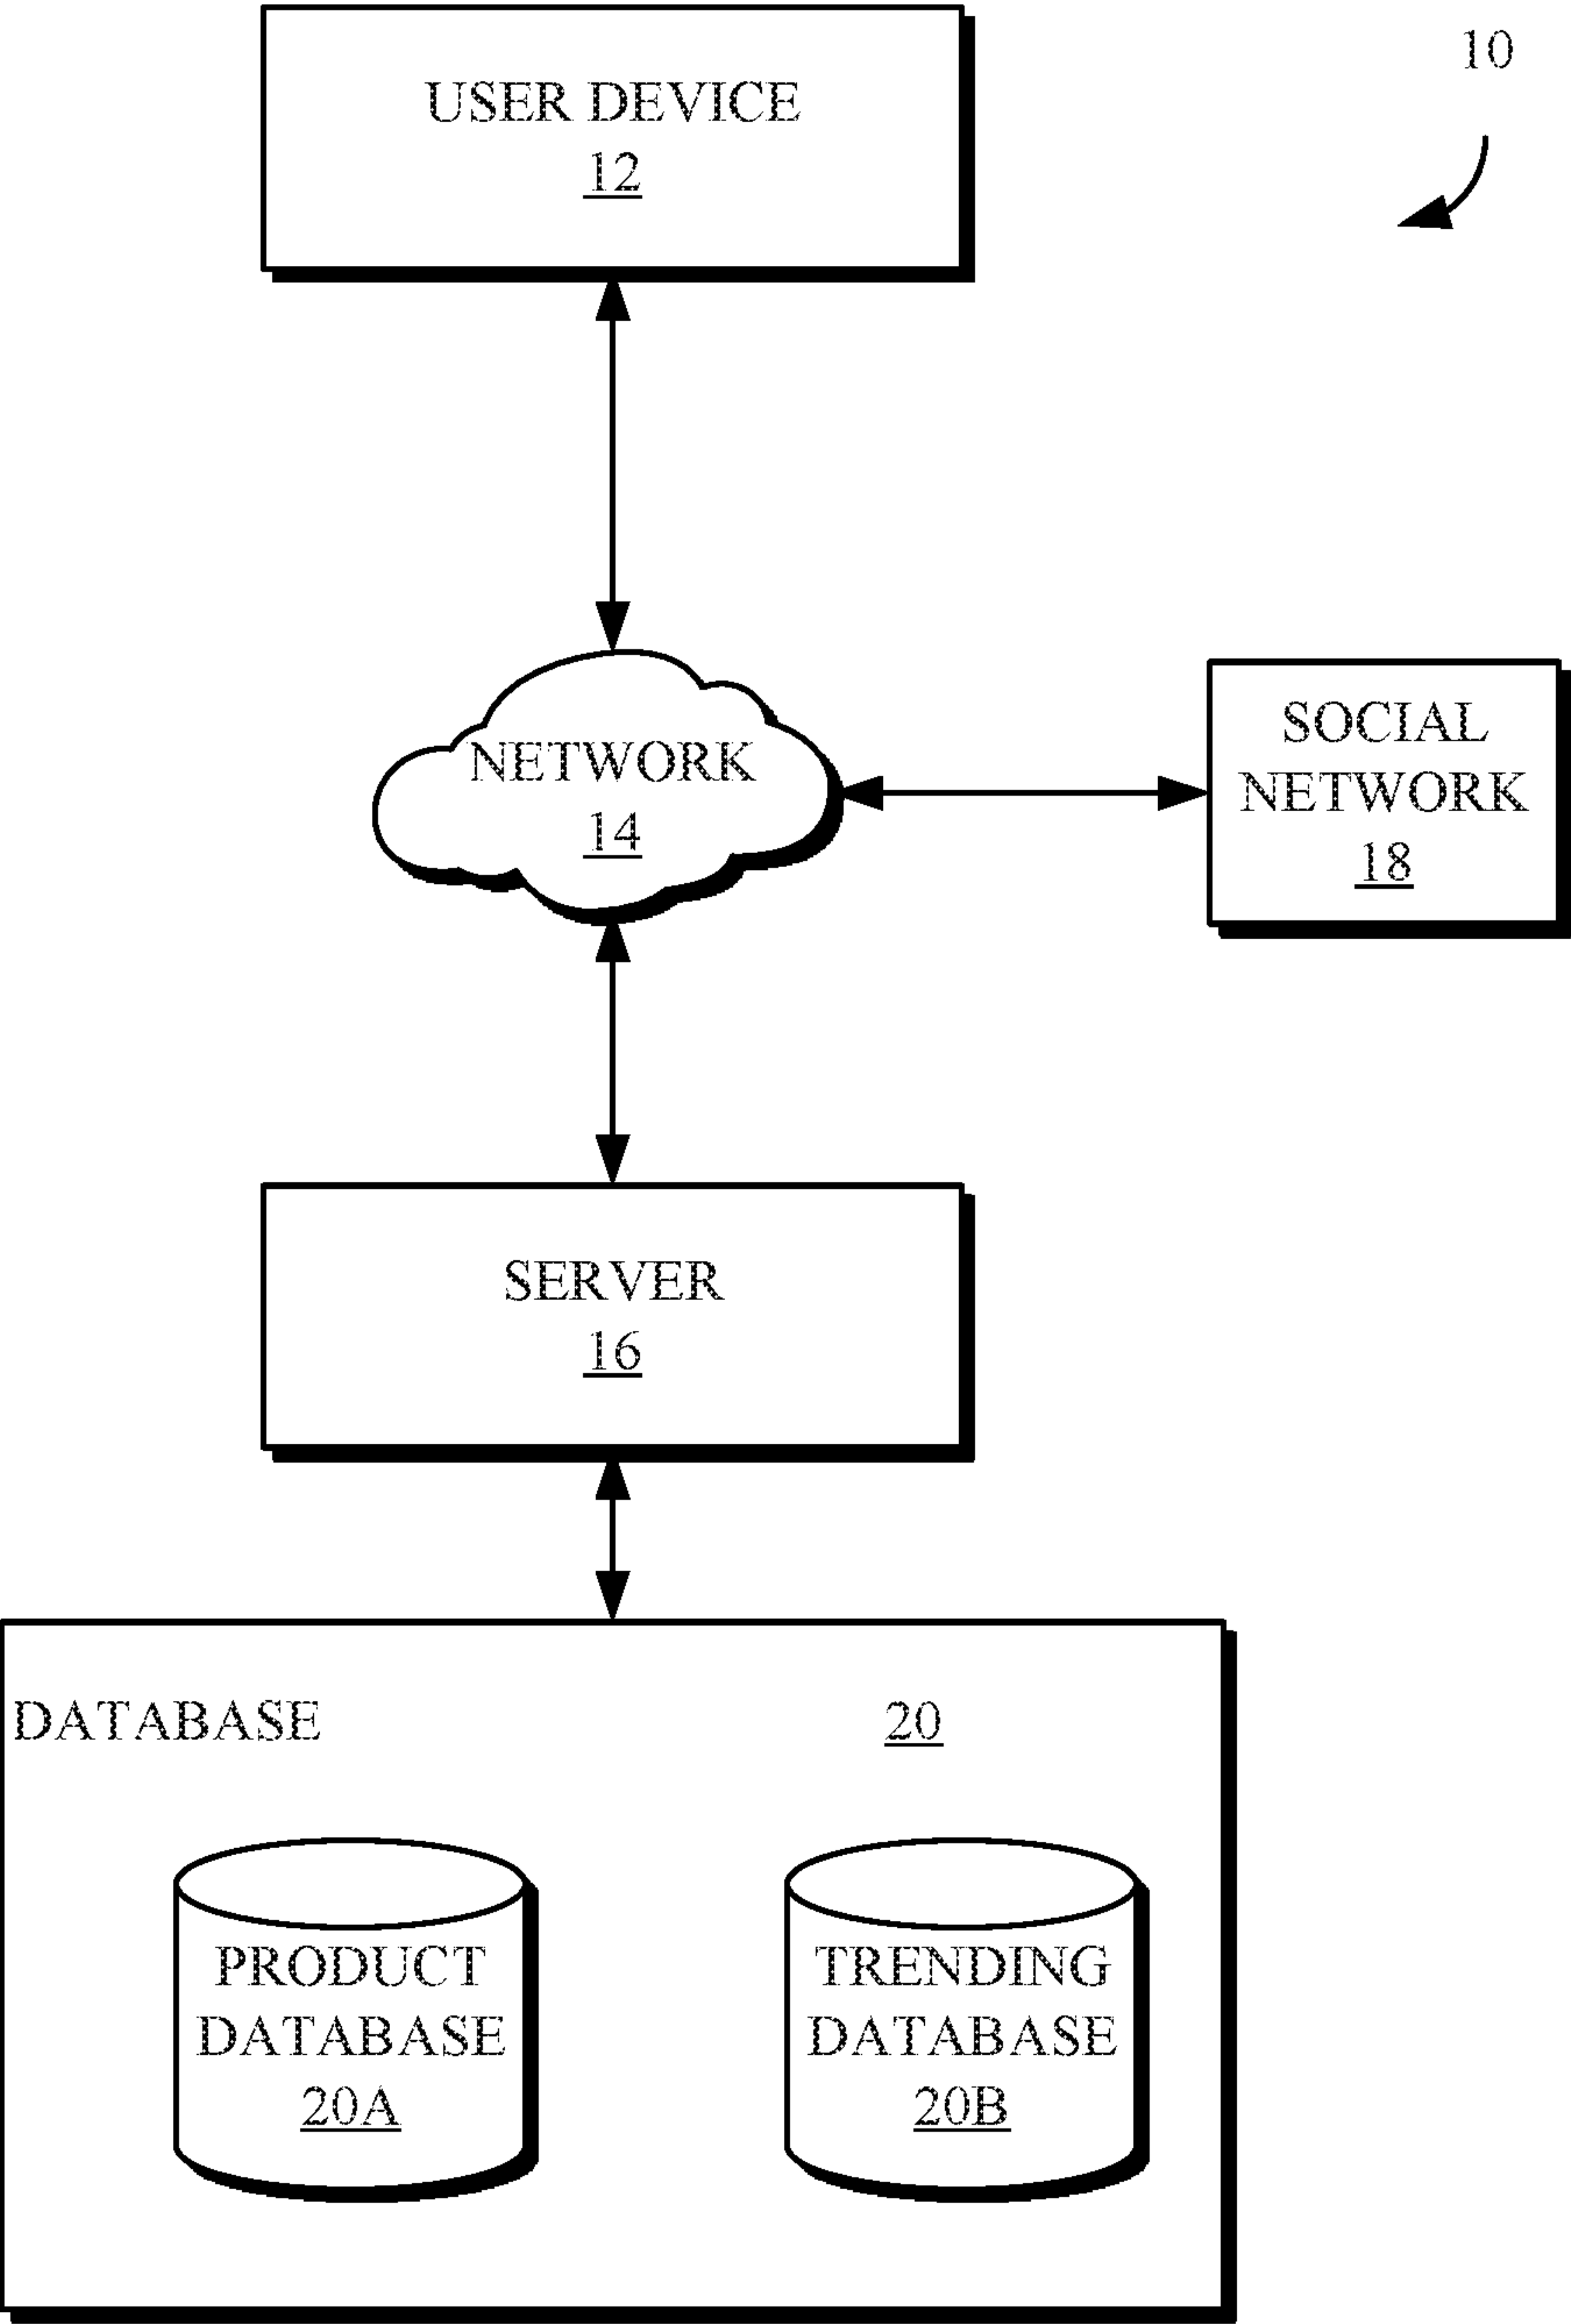 USER DEVICE
12
10
NETWORK
14
SOCIAL
NETWORK
18
SERVER
16
DATABASE 20
PRODUCT
DATABASE
20A
TRENDING
DATABASE
20B